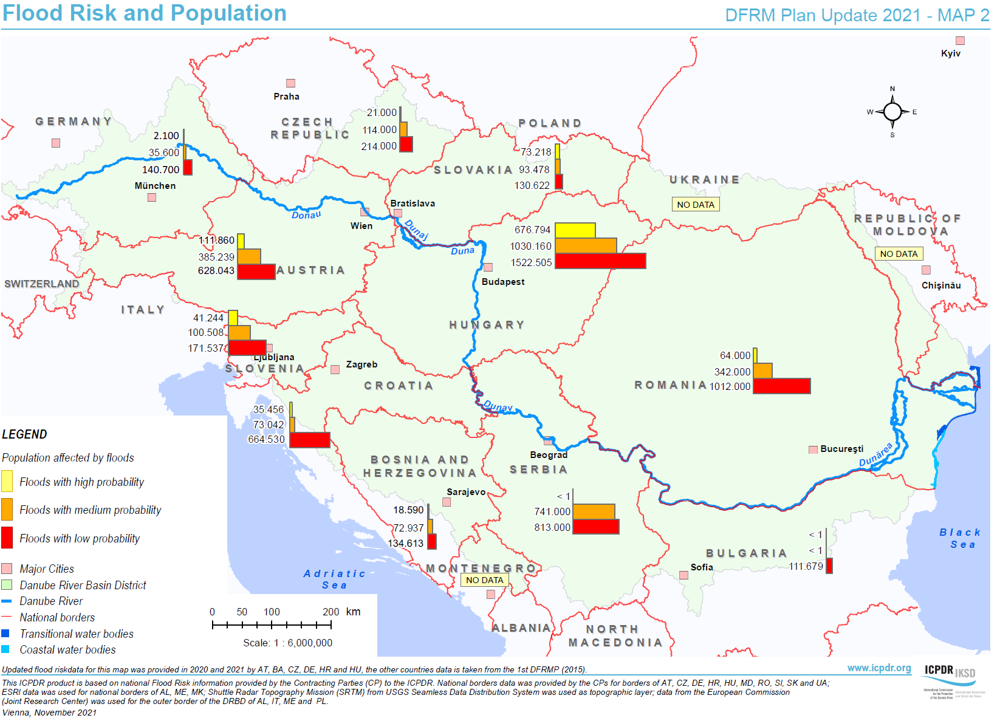 Flood Risk and Population
DFRM Plan Update 2021 - MAP 2
Kyiv
N
W
E
S
Praha
GERMANY
CZECH
REPUBLIC
POLAND
21.000
114.000
214.000
2.100
35.600
140.700
München
73.218
93.478
130.622
SLOVAKIA
UKRAINE
NO DATA
REPUBLIC OF
MOLDOVA
NO DATA
Chişinău
Bratislava
Donau
Wien
Dunaj
Duna
676.794
1030.160
1522.505
Budapest
111.860
385.239
628.043
AUSTRIA
SWITZERLAND
ITALY
41.244
100.508
171.537
Ljubljana
SLOVENIA
HUNGARY
Zagreb
CROATIA
64.000
342.000
1012.000
ROMANIA
Dunav
35.456
73.042
664.530
Beograd
SERBIA
Bucureşti
Dunărea
BOSNIA AND
HERZEGOVINA
Sarajevo
18.590
72.937
134.613
< 1
741.000
813.000
< 1
< 1
111.679
BULGARIA
Sofia
Black
Sea
MONTENEGRO
NO DATA
Adriatic
Sea
ALBANIA
NORTH
MACEDONIA
LEGEND
Population affected by floods
Floods with high probability
Floods with medium probability
Floods with low probability
Major Cities
Danube River Basin District
Danube River
National borders
Transitional water bodies
Coastal water bodies
0 50 100 200 km
Scale: 1 : 6,000,000
Updated flood riskdata for this map was provided in 2020 and 2021 by AT, BA, CZ, DE, HR and HU, the other countries data is taken from the 1st DFRMP (2015).
www.icpdr.org
This ICPDR product is based on national Flood Risk information provided by the Contracting Parties (CP) to the ICPDR. National borders data was provided by the CPs for borders of AT, CZ, DE, HR, HU, MD, RO, SI, SK and UA;
ESRI data was used for national borders of AL, ME, MK; Shuttle Radar Topography Mission (SRTM) from USGS Seamless Data Distribution System was used as topographic layer; data from the European Commission
(Joint Research Center) was used for the outer border of the DRBD of AL, IT, ME and PL.
Vienna, November 2021
ICPDR IKSD
International Commission
for the Protection
of the Danube River
Internationale Kommission
zum Schutz der Donau